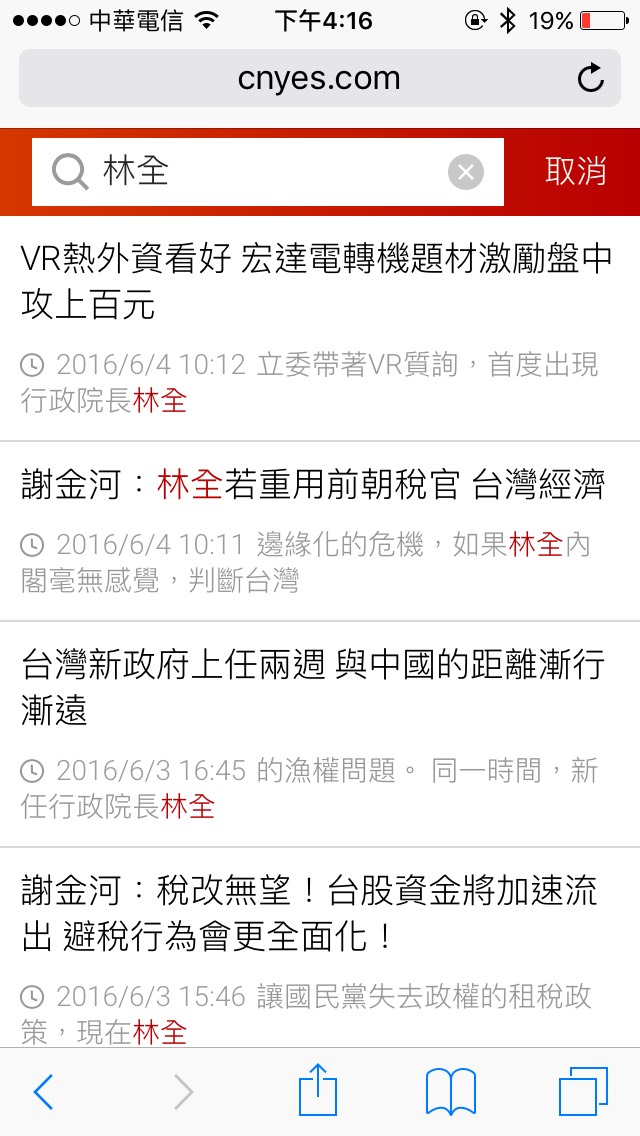 中華電信 下午4:16 19%
cnyes.com
林全 取消
VR熱外資看好 宏達電轉機題材激勵盤中
攻上百元
2016/6/4 10:12 立委帶著VR質詢，首度出現
行政院長林全
謝金河：林全若重用前朝稅官 台灣經濟
2016/6/4 10:11 邊緣化的危機，如果林全內
閣毫無感覺，判斷台灣
台灣新政府上任兩週 與中國的距離漸行
漸遠
2016/6/3 16:45 的漁權問題。 同一時間，新
任行政院長林全
謝金河：稅改無望！台股資金將加速流
出 避稅行為會更全面化！
2016/6/3 15:46 讓國民黨失去政權的租稅政
策，現在林全